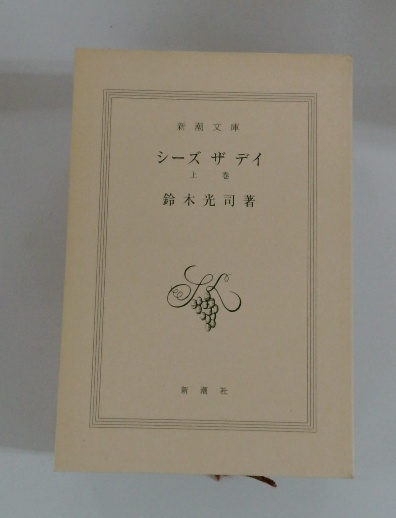 新潮文庫
シーズ ザ デイ
上 巻
鈴木光司著
新潮社